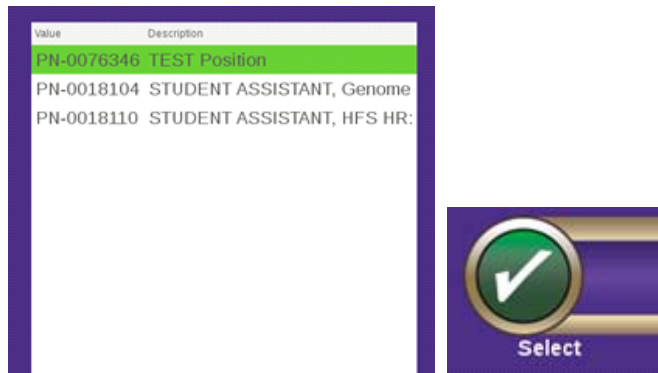 Value Description
PN-0076346 TEST Position
PN-0018104 STUDENT ASSISTANT, Genome
PN-0018110 STUDENT ASSISTANT, HFS HR:
Select